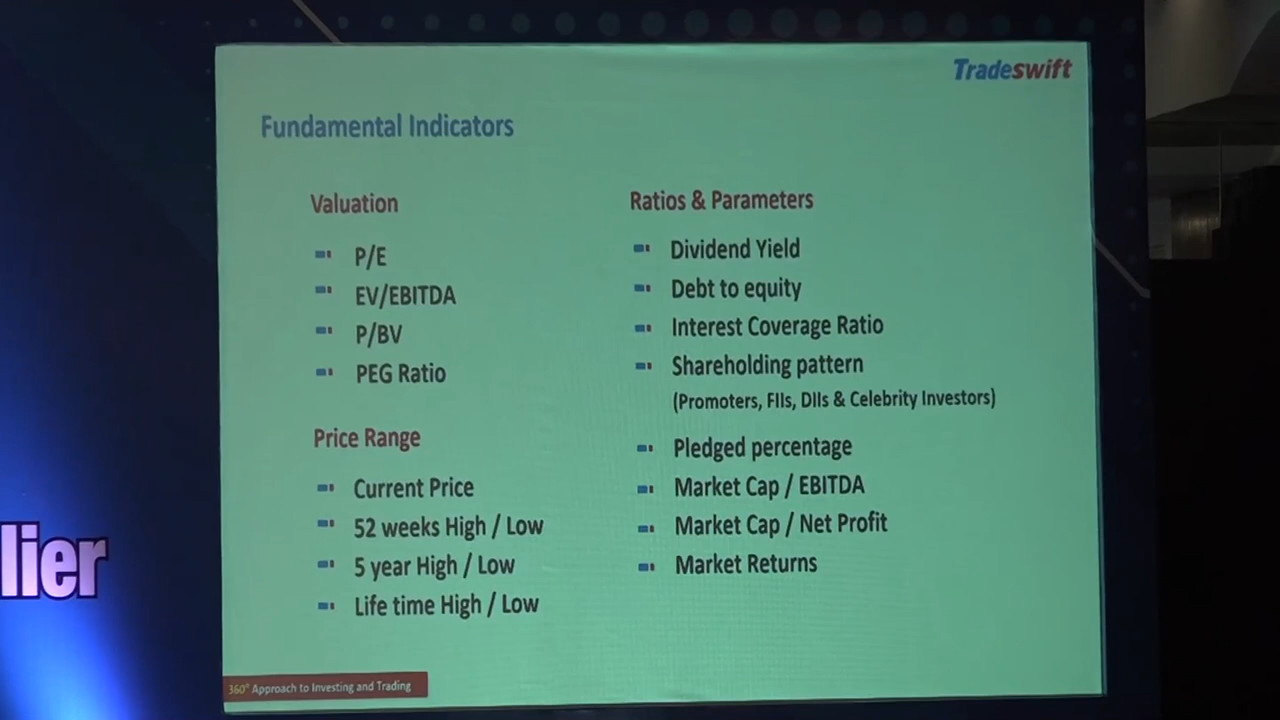 Tradeswift
Fundamental Indicators
Valuation
P/E
EV/EBITDA
P/BV
PEG Ratio
Price Range
Current Price
52 weeks High / Low
5 year High / Low
Life time High / Low
Ratios & Parameters
Dividend Yield
Debt to equity
Interest Coverage Ratio
Shareholding pattern
(Promoters, FIIs, DIIs & Celebrity Investors)
Pledged percentage
Market Cap / EBITDA
Market Cap / Net Profit
Market Returns
360° Approach to Investing and Trading
lier